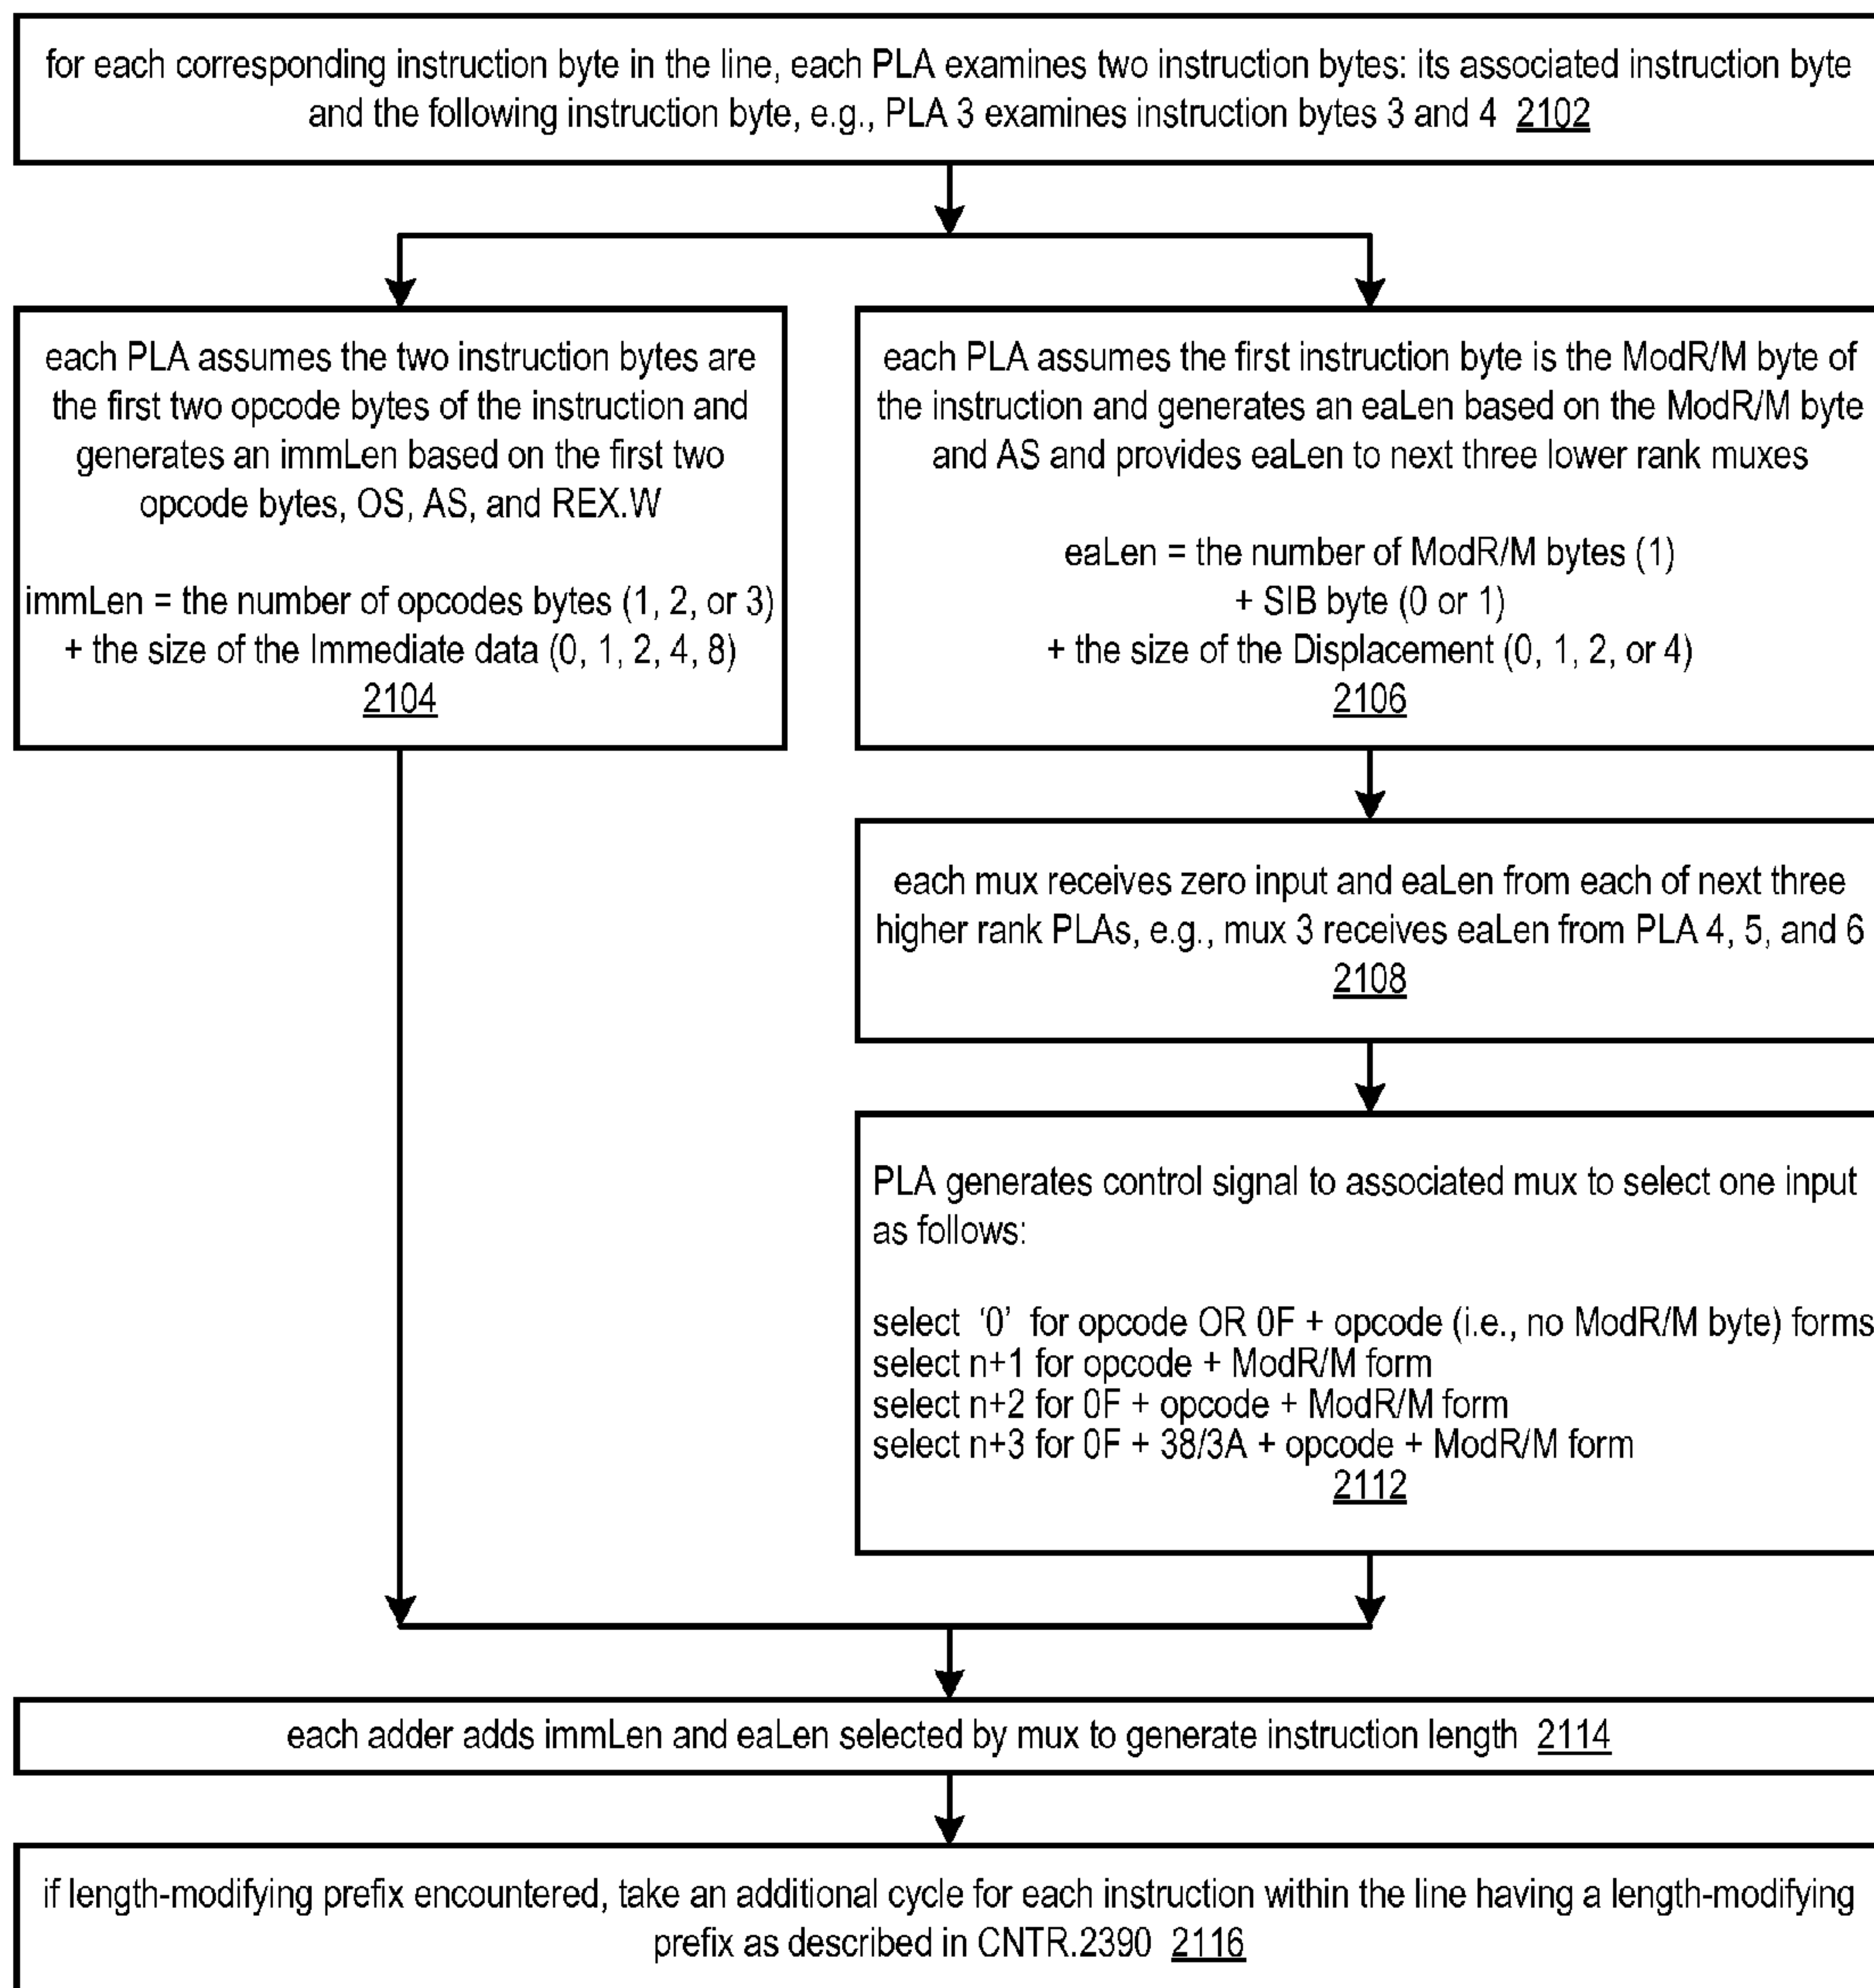 for each corresponding instruction byte in the line, each PLA examines two instruction bytes: its associated instruction byte
and the following instruction byte, e.g., PLA 3 examines instruction bytes 3 and 4 2102
each PLA assumes the two instruction bytes are
the first two opcode bytes of the instruction and
generates an immLen based on the first two
opcode bytes, OS, AS, and REX.W
immLen = the number of opcodes bytes (1, 2, or 3)
+ the size of the Immediate data (0, 1, 2, 4, 8)
2104
each PLA assumes the first instruction byte is the ModR/M byte of
the instruction and generates an eaLen based on the ModR/M byte
and AS and provides eaLen to next three lower rank muxes
eaLen = the number of ModR/M bytes (1)
+ SIB byte (0 or 1)
+ the size of the Displacement (0, 1, 2, or 4)
2106
each mux receives zero input and eaLen from each of next three
higher rank PLAs, e.g., mux 3 receives eaLen from PLA 4, 5, and 6
2108
PLA generates control signal to associated mux to select one input
as follows:
select ‘0’ for opcode OR 0F + opcode (i.e., no ModR/M byte) forms
select n+1 for opcode + ModR/M form
select n+2 for 0F + opcode + ModR/M form
select n+3 for 0F + 38/3A + opcode + ModR/M form
2112
each adder adds immLen and eaLen selected by mux to generate instruction length 2114
if length-modifying prefix encountered, take an additional cycle for each instruction within the line having a length-modifying
prefix as described in CNTR.2390 2116